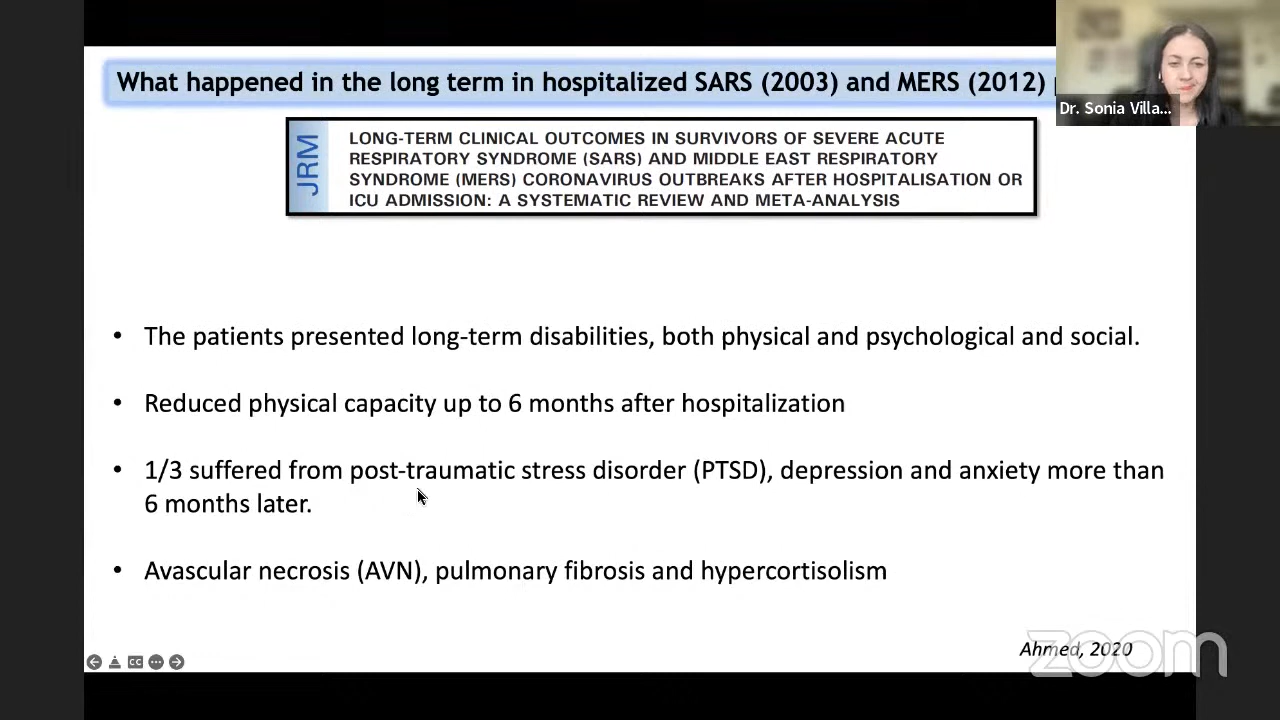 What happened in the long term in hospitalized SARS (2003) and MERS (2012)
Dr. Sonia Villa...
JRM
LONG-TERM CLINICAL OUTCOMES IN SURVIVORS OF SEVERE ACUTE
RESPIRATORY SYNDROME (SARS) AND MIDDLE EAST RESPIRATORY
SYNDROME (MERS) CORONAVIRUS OUTBREAKS AFTER HOSPITALISATION OR
ICU ADMISSION: A SYSTEMATIC REVIEW AND META-ANALYSIS
• The patients presented long-term disabilities, both physical and psychological and social.
• Reduced physical capacity up to 6 months after hospitalization
• 1/3 suffered from post-traumatic stress disorder (PTSD), depression and anxiety more than
6 months later.
• Avascular necrosis (AVN), pulmonary fibrosis and hypercortisolism
Ahmed, 2020
zoom
CC